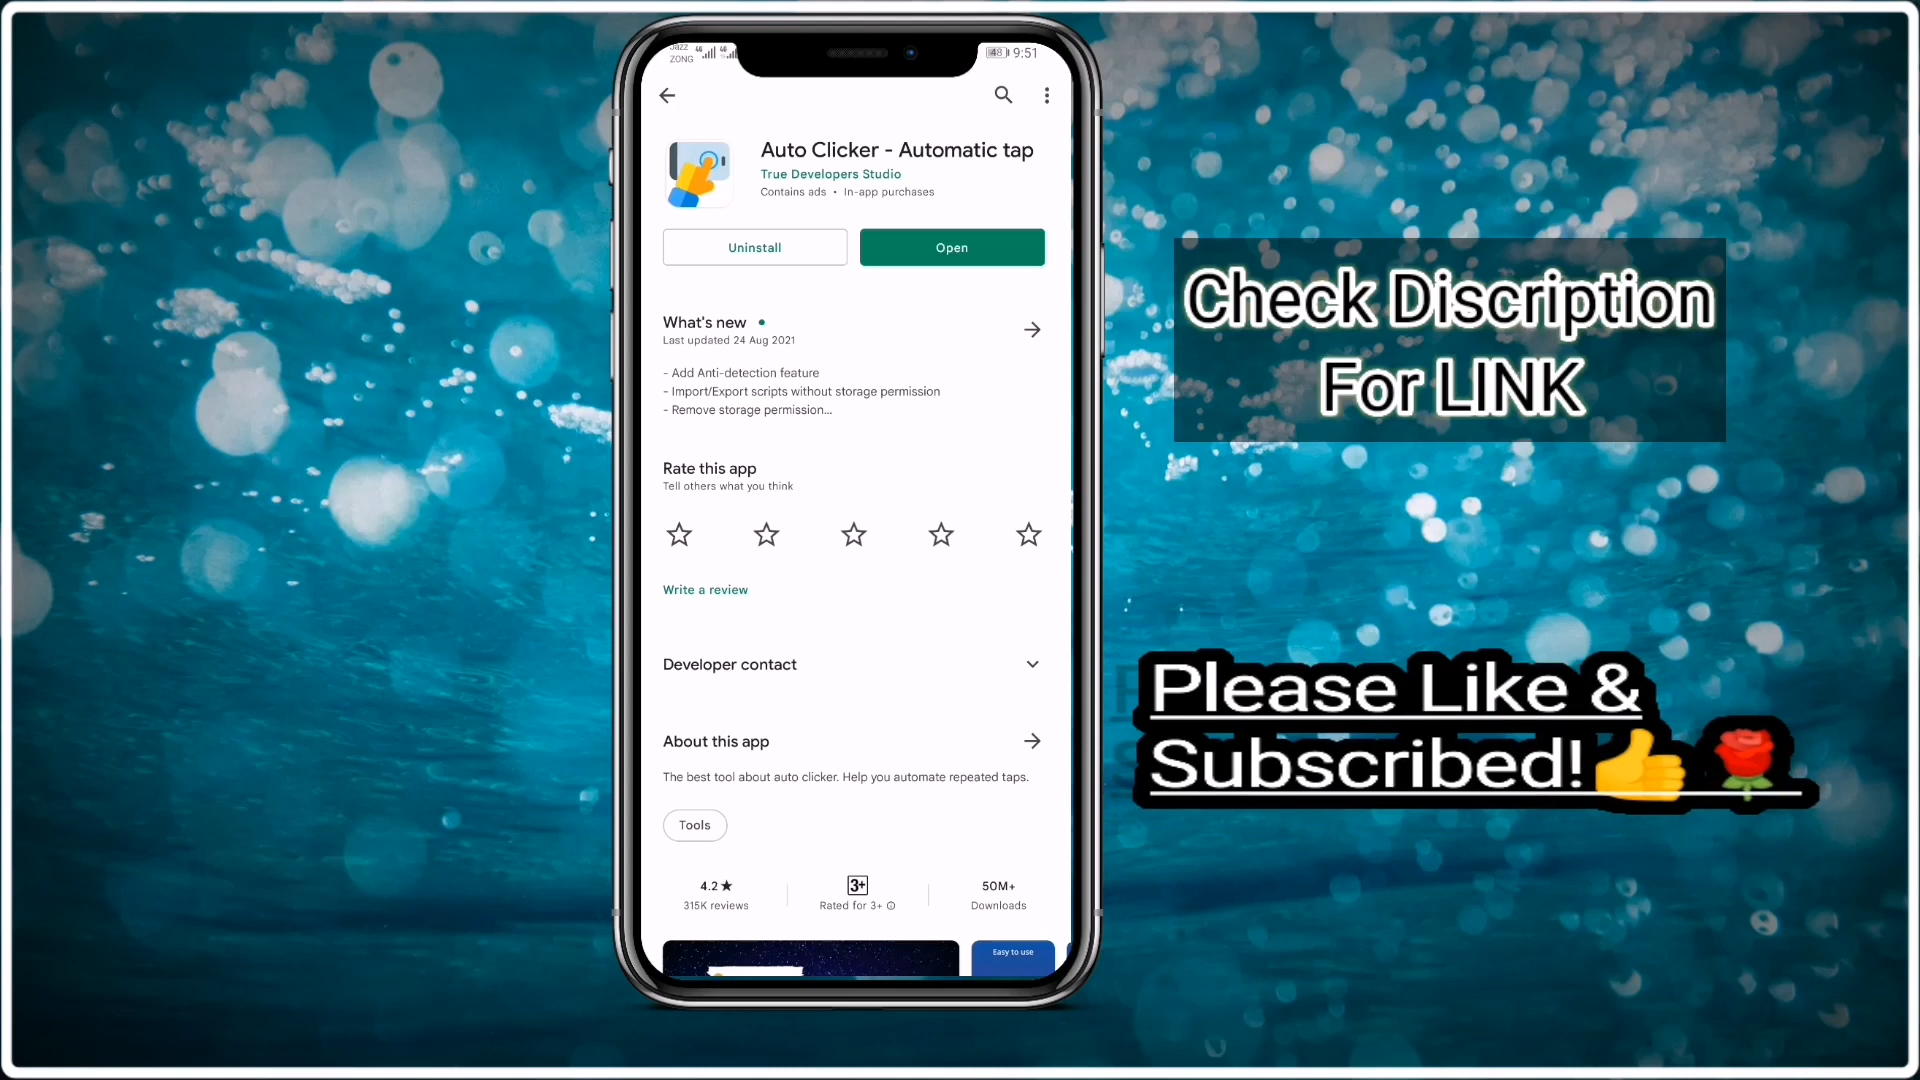 Jazz
ZONG
4G
4G
48
9:51
Auto Clicker - Automatic tap
True Developers Studio
Contains ads • In-app purchases
Uninstall
Open
What's new •
Last updated 24 Aug 2021
- Add Anti-detection feature
- Import/Export scripts without storage permission
- Remove storage permission...
Rate this app
Tell others what you think
Write a review
Developer contact
About this app
The best tool about auto clicker. Help you automate repeated taps.
Tools
4.2★
315K reviews
3+
Rated for 3+
50M+
Downloads
Easy to use
Check Discription
For LINK
Please Like &
Subscribed!👍🌹